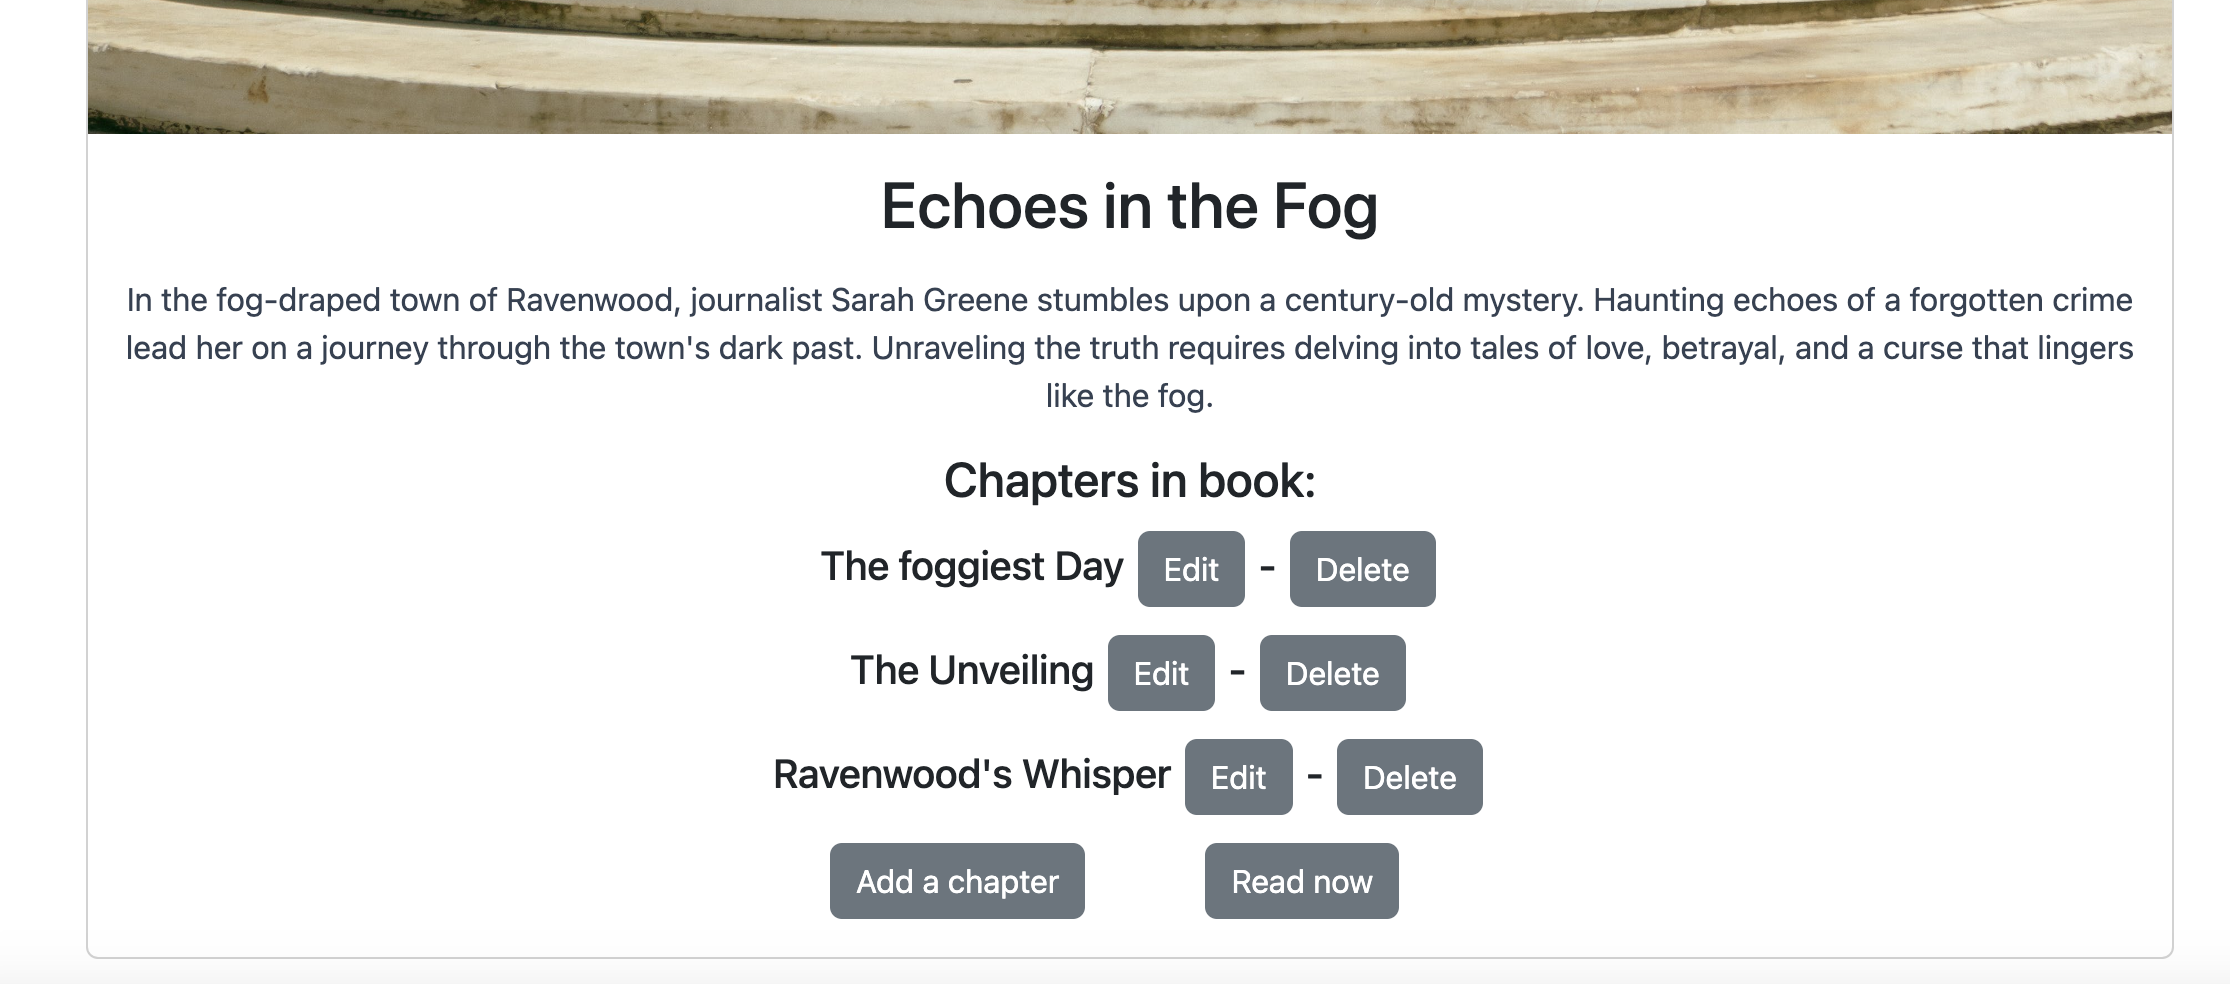 Echoes in the Fog
In the fog-draped town of Ravenwood, journalist Sarah Greene stumbles upon a century-old mystery. Haunting echoes of a forgotten crime
lead her on a journey through the town's dark past. Unraveling the truth requires delving into tales of love, betrayal, and a curse that lingers
like the fog.
Chapters in book:
The foggiest Day Edit - Delete
The Unveiling Edit - Delete
Ravenwood's Whisper Edit - Delete
Add a chapter Read now